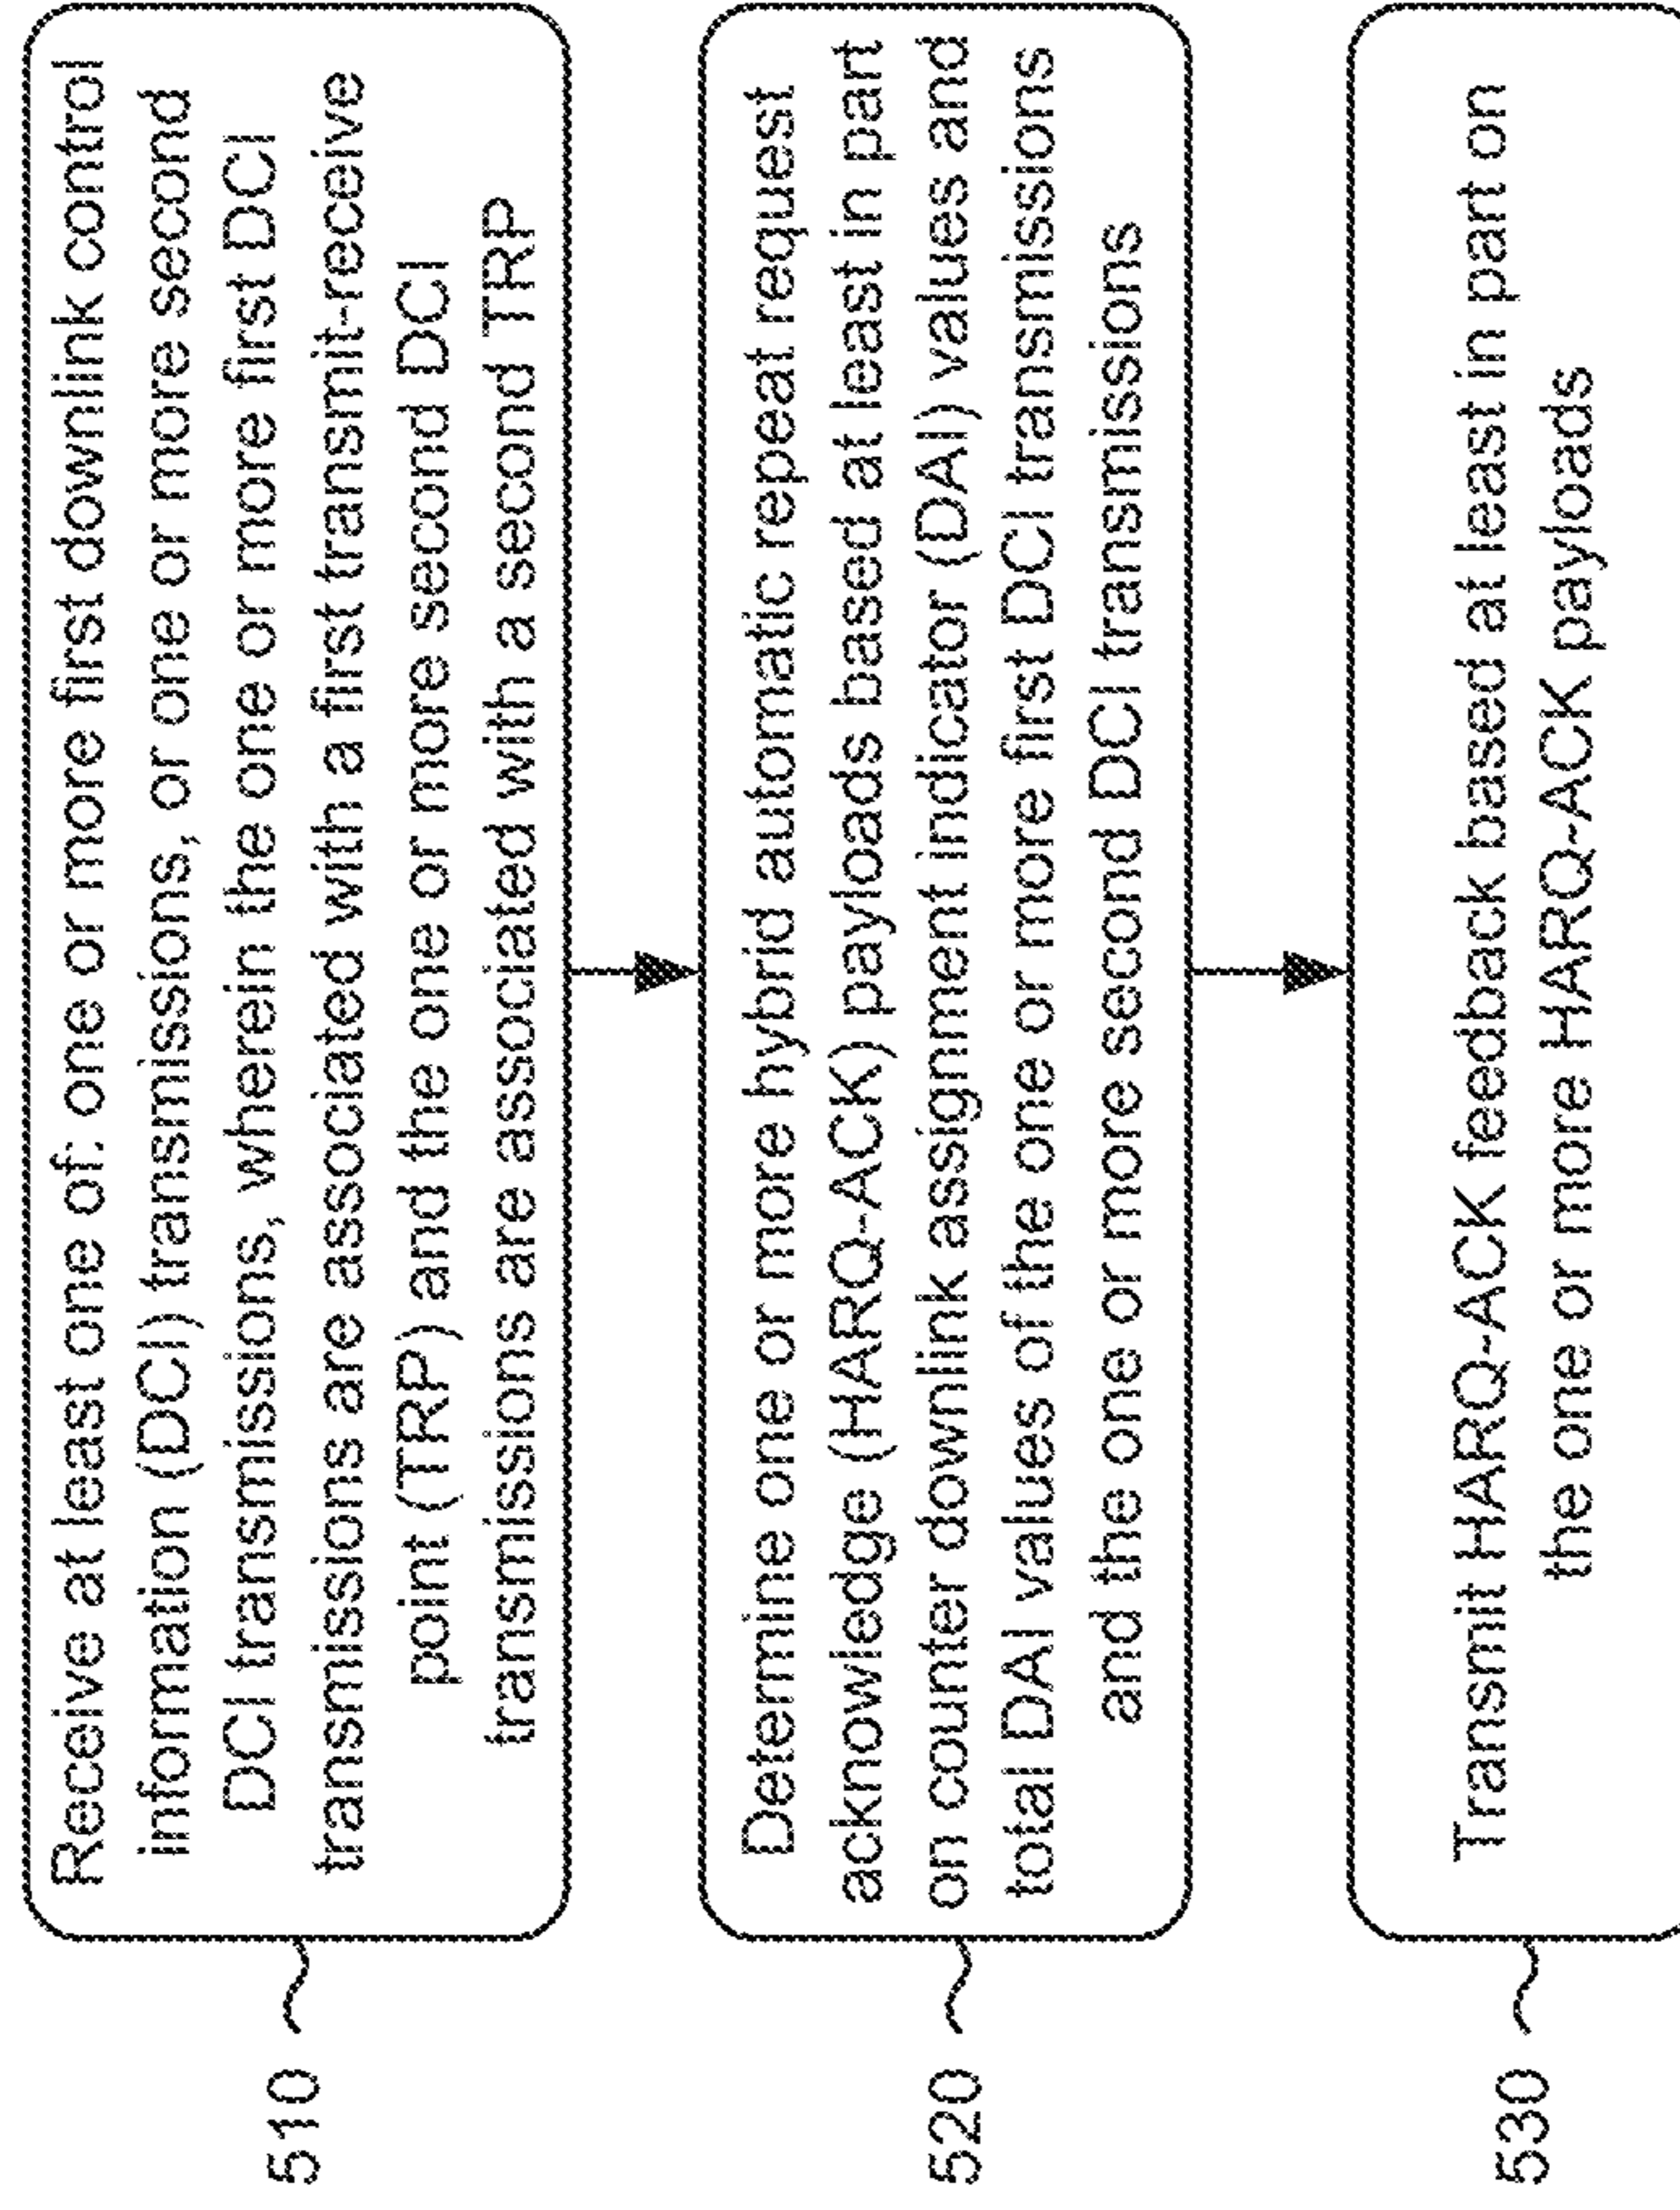 510
Receive at least one of: one or more first downlink control
information (DCI) transmissions, or one or more second
DCI transmissions, wherein the one or more first DCI
transmissions are associated with a first transmit-receive
point (TRP) and the one or more second DCI
transmissions are associated with a second TRP
520
Determine one or more hybrid automatic repeat request
acknowledge (HARQ-ACK) payloads based at least in part
on counter downlink assignment indicator (DAI) values and
total DAI values of the one or more first DCI transmissions
and the one or more second DCI transmissions
530
Transmit HARQ-ACK feedback based at least in part on
the one or more HARQ-ACK payloads